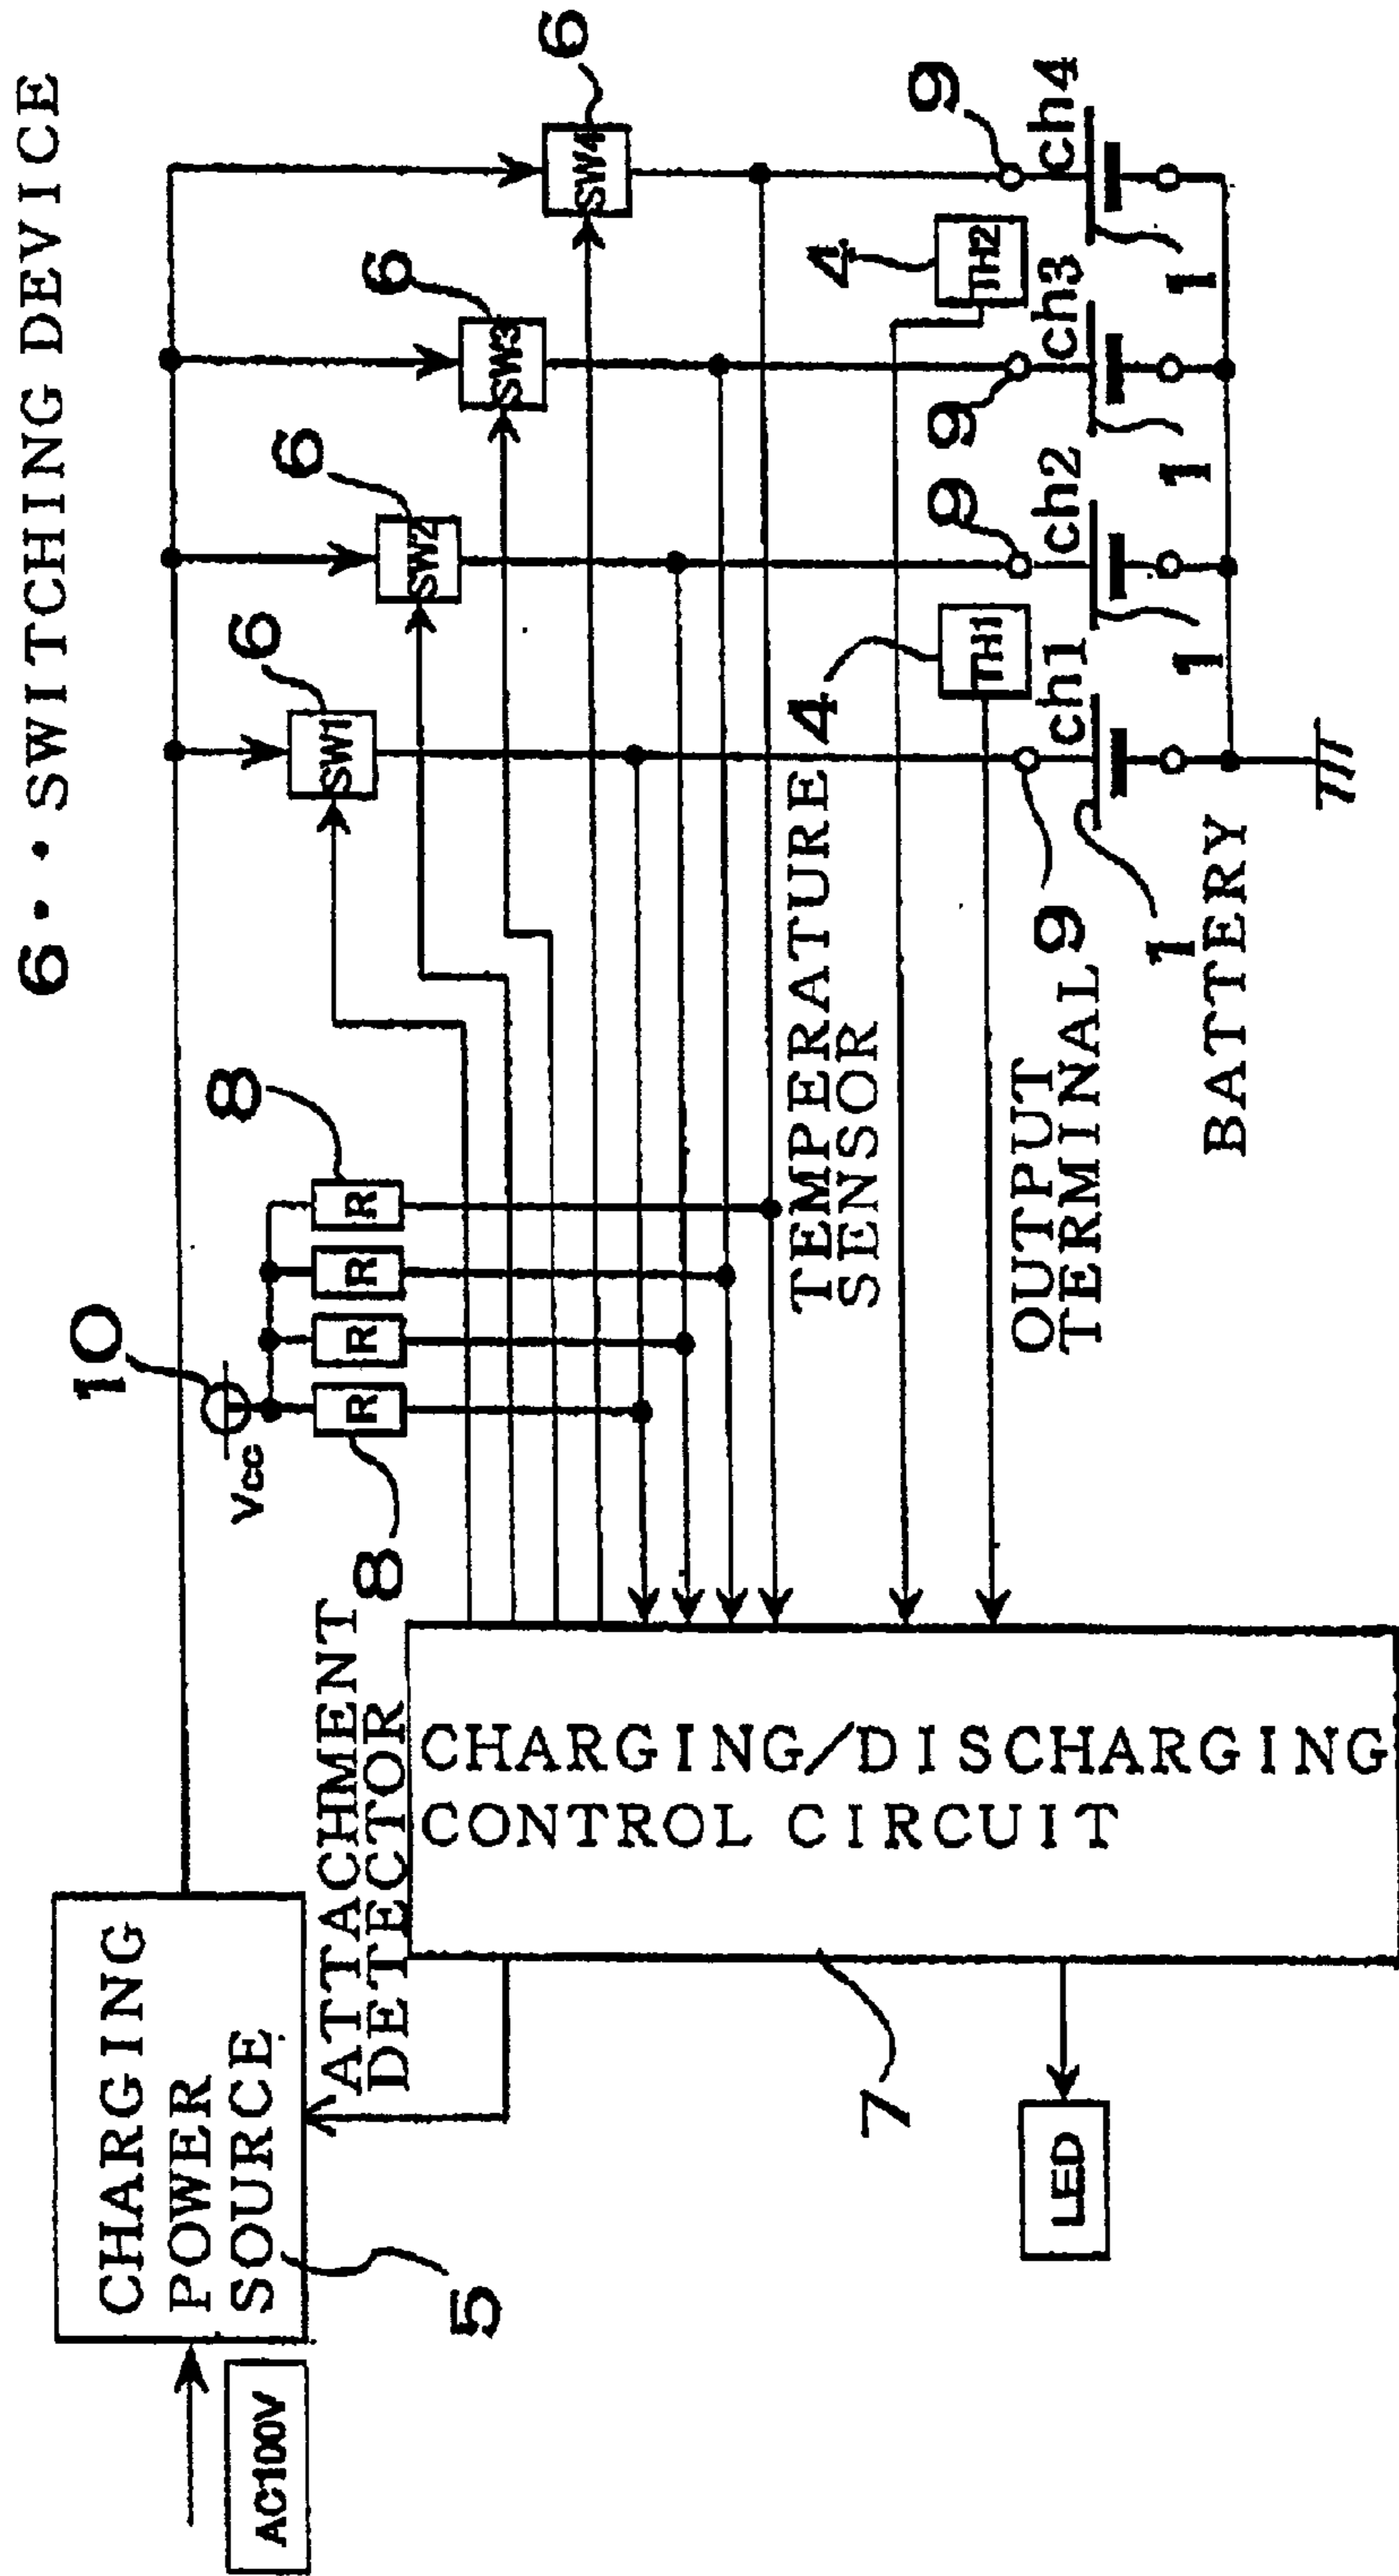 6 • • SWITCHING DEVICE
CHARGING
POWER
SOURCE
5
AC100V
10
Vcc
R
R
R
R
8
8
ATTACHMENT
DETECTOR
SW1
6
SW2
6
SW3
6
SW4
6
CHARGING/DISCHARGING
CONTROL CIRCUIT
7
LED
TEMPERATURE
SENSOR
4
TH1
4
TH2
OUTPUT
TERMINAL
9
9
9
9
ch1
ch2
ch3
ch4
1
1
1
1
BATTERY